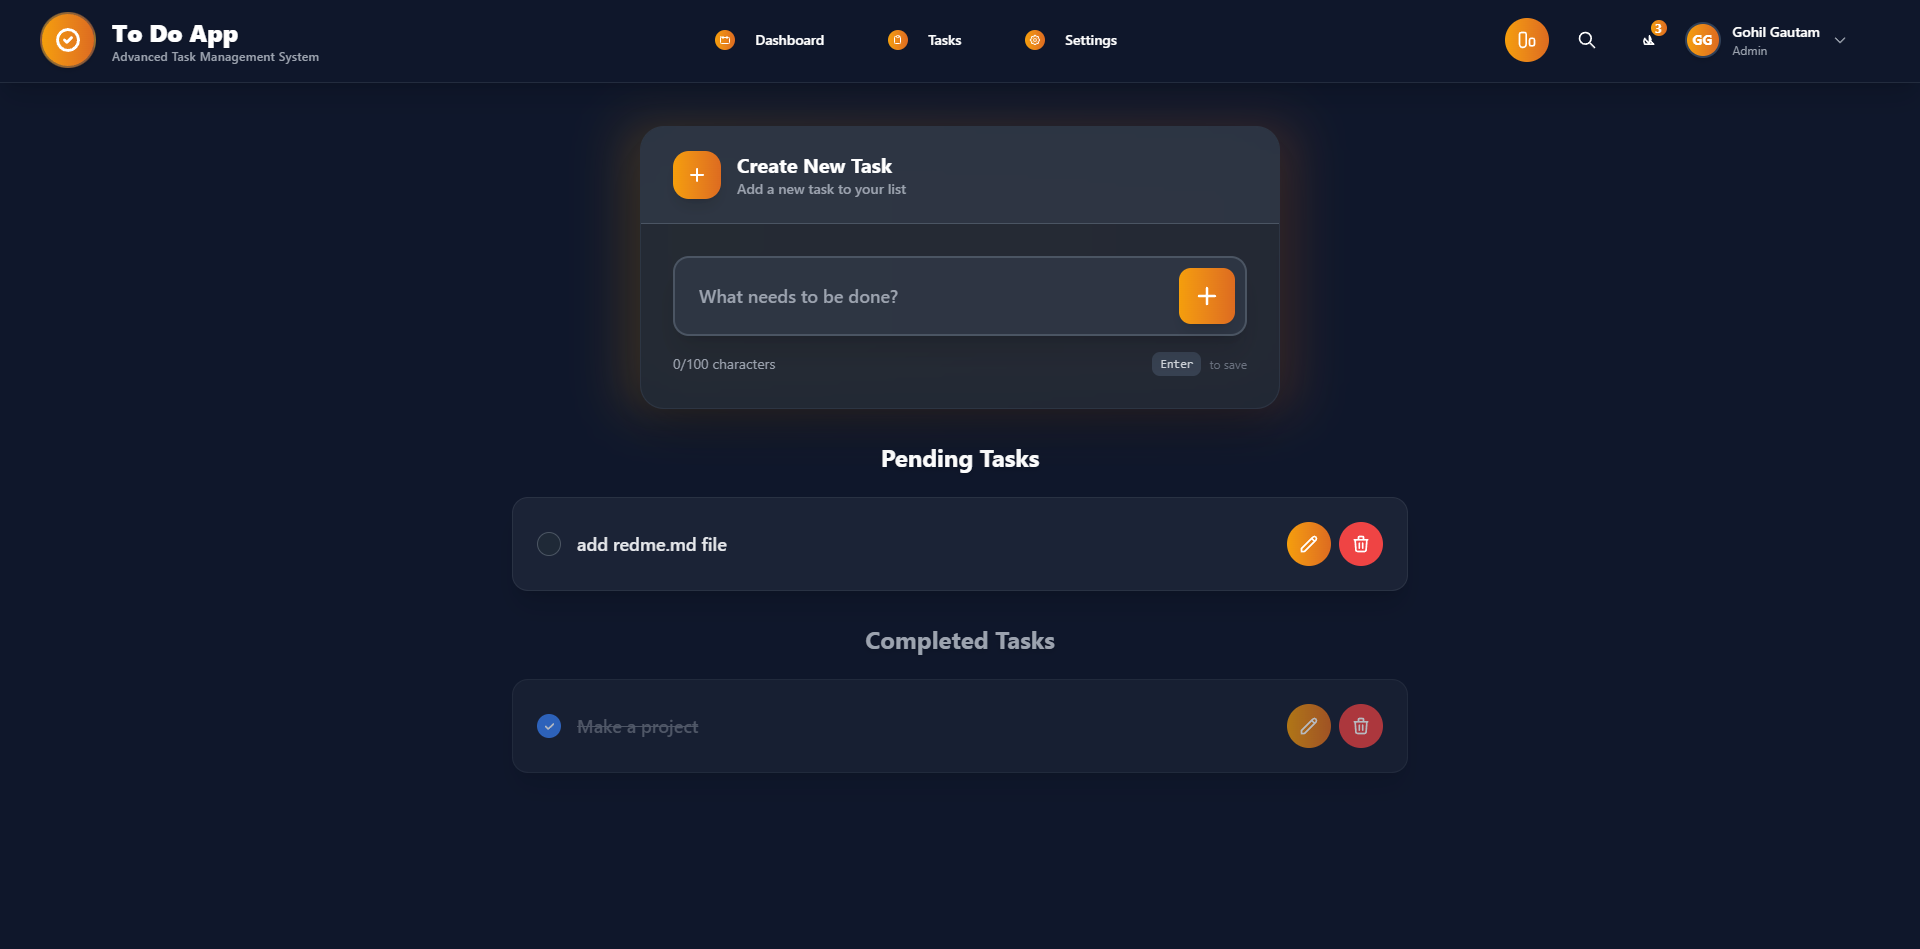 To Do App
Advanced Task Management System
Dashboard
Tasks
Settings
3
GG
Gohil Gautam
Admin
Create New Task
Add a new task to your list
What needs to be done?
0/100 characters
Enter to save
Pending Tasks
add redme.md file
Completed Tasks
Make a project